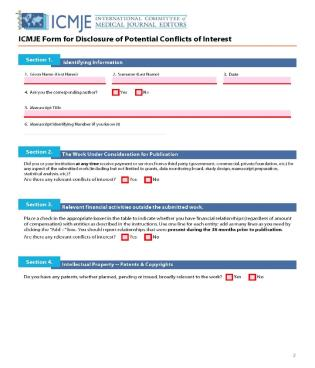 ICMJE
INTERNATIONAL COMMITTEE of
MEDICAL JOURNAL EDITORS
ICMJE Form for Disclosure of Potential Conflicts of Interest
Section 1. Identifying Information
1. Given Name (First Name) 2. Surname (Last Name) 3. Date
4. Are you the corresponding author? Yes No
5. Manuscript Title
6. Manuscript Identifying Number (if you know it)
Section 2. The Work Under Consideration for Publication
Did you or your institution at any time receive payment or services from a third party (government, commercial, private foundation, etc.) for
any aspect of the submitted work (including but not limited to grants, data monitoring board, study design, manuscript preparation,
statistical analysis, etc.)?
Are there any relevant conflicts of interest? Yes No
Section 3. Relevant financial activities outside the submitted work.
Place a check in the appropriate boxes in the table to indicate whether you have financial relationships (regardless of amount
of compensation) with entities as described in the instructions. Use one line for each entity; add as many lines as you need by
clicking the "Add +" box. You should report relationships that were present during the 36 months prior to publication.
Are there any relevant conflicts of interest? Yes No
Section 4. Intellectual Property -- Patents & Copyrights
Do you have any patents, whether planned, pending or issued, broadly relevant to the work? Yes No
2